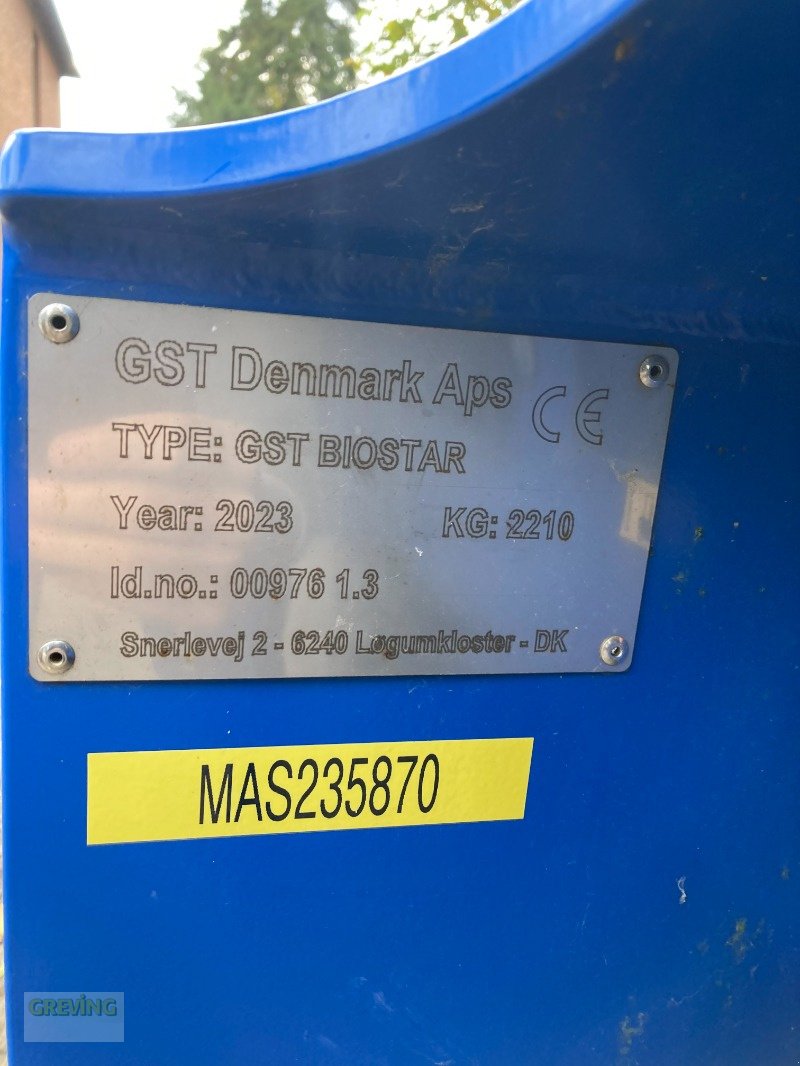 GST Denmark Aps CE
TYPE: GST BIOSTAR
Year: 2023 KG: 2210
Id.no.: 00976 1.3
Snerlevej 2 - 6240 Løgumkloster - DK
MAS235870
GREVING